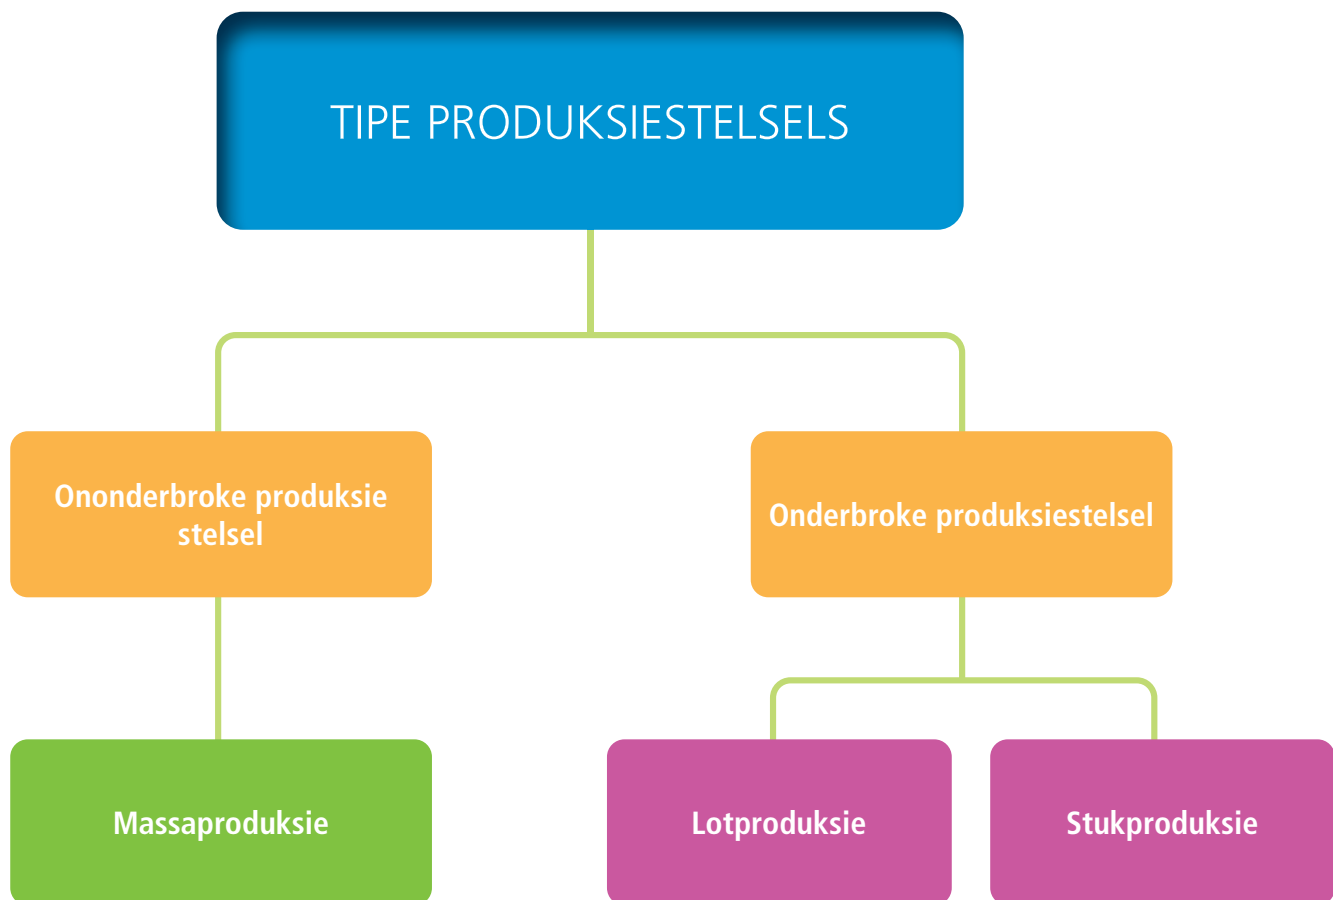 TIPE PRODUKSIESTELSELS
Ononderbroke produksie
stelsel
Onderbroke produksiestelsel
Massaproduksie
Lotproduksie
Stukproduksie